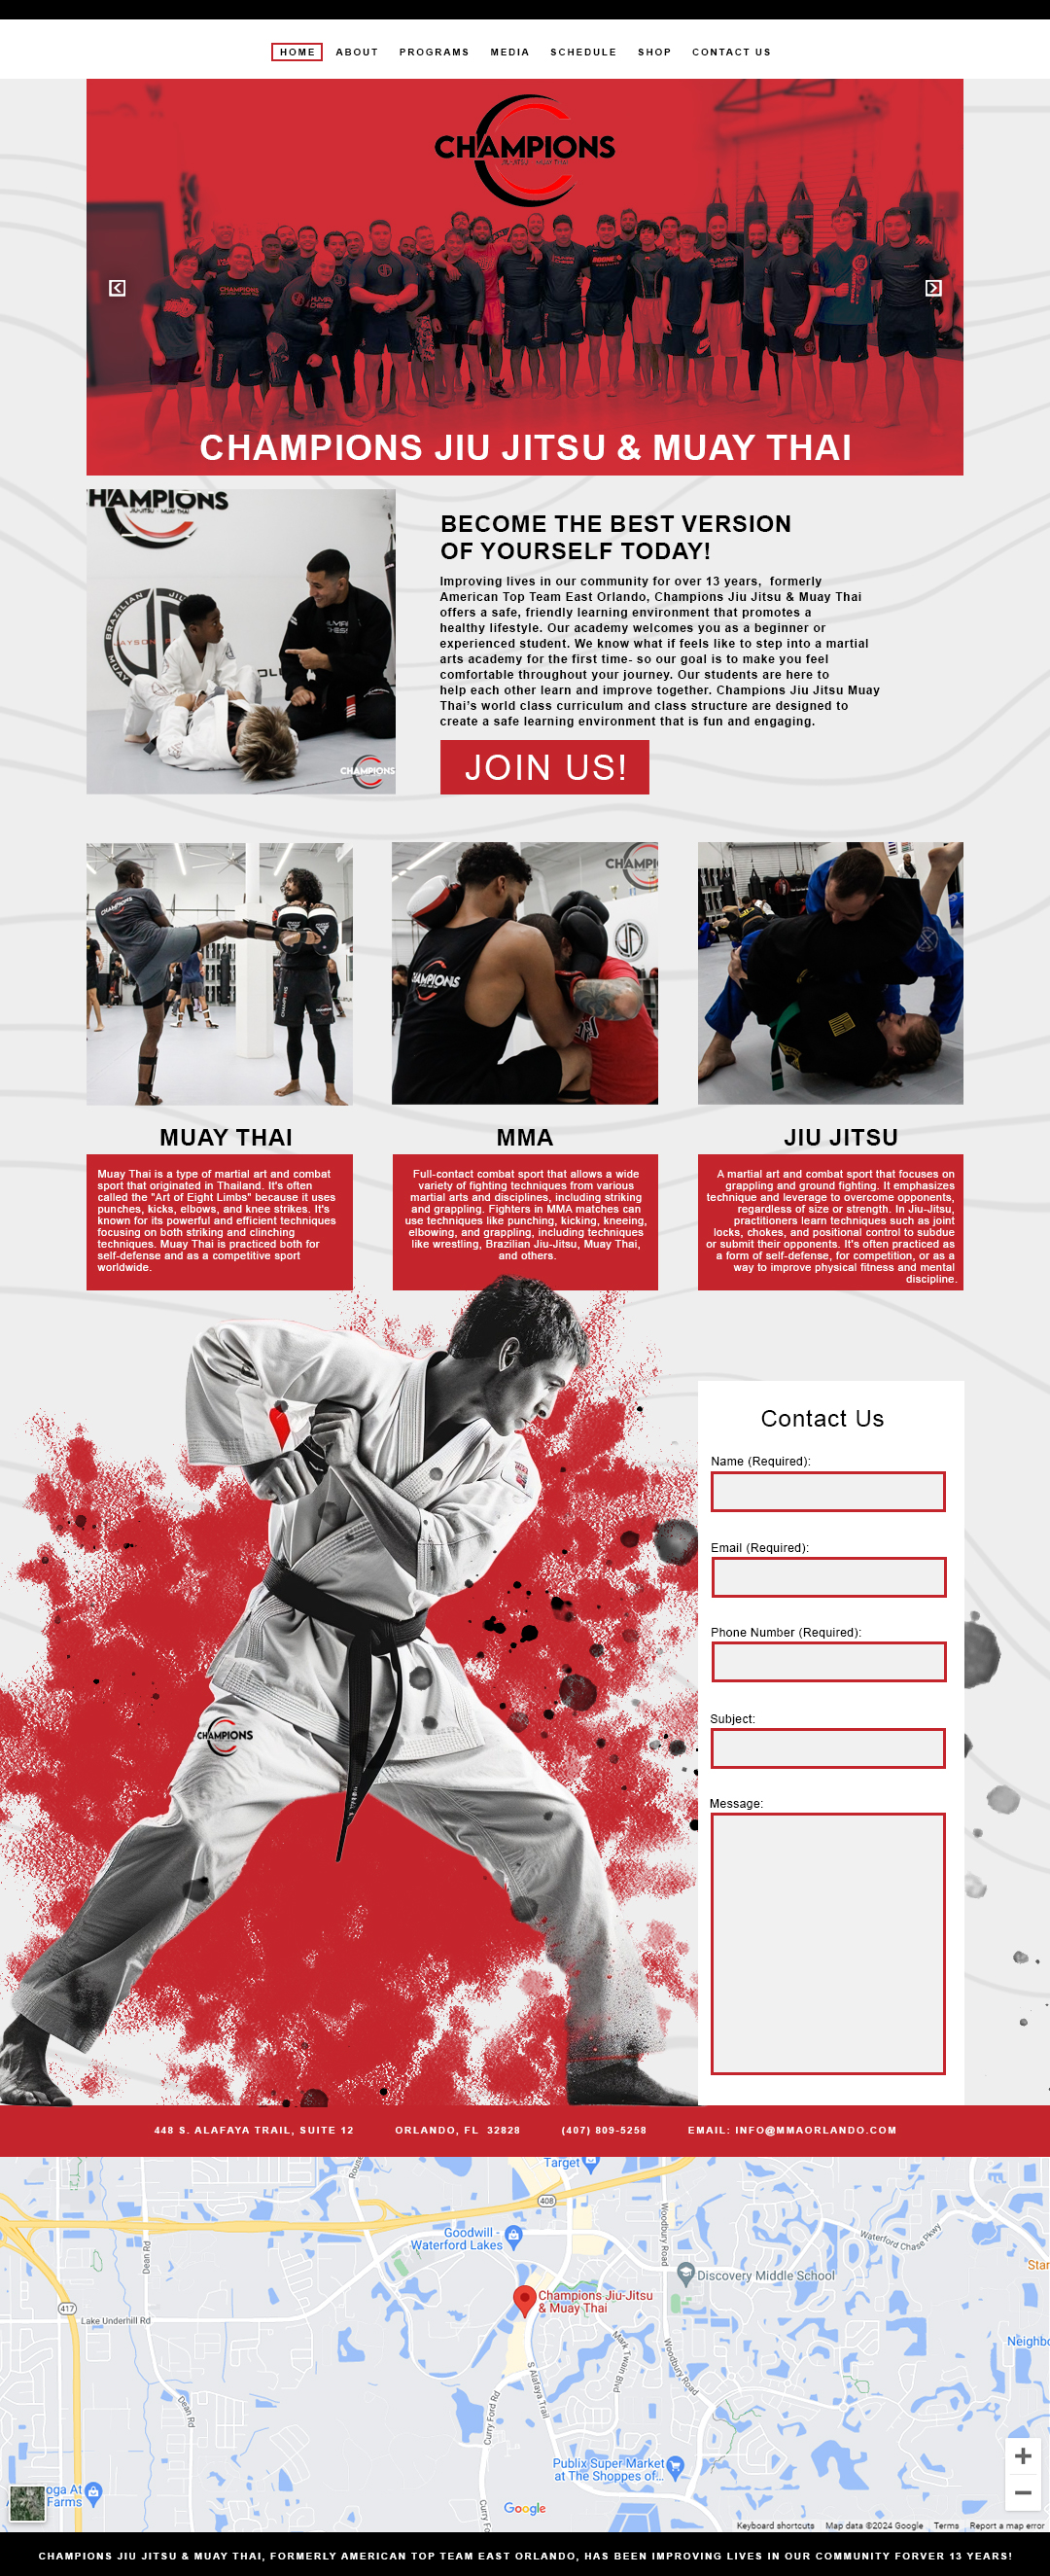 HOME ABOUT PROGRAMS MEDIA SCHEDULE SHOP CONTACT US
CHAMPIONS
JIU-JITSU MUAY THAI
CHAMPIONS JIU JITSU & MUAY THAI
CHAMPIONS
JIU-JITSU MUAY THAI
BRAZILIAN
MUAY
CHAMPIONS
BECOME THE BEST VERSION
OF YOURSELF TODAY!
Improving lives in our community for over 13 years,  formerly
American Top Team East Orlando, Champions Jiu Jitsu & Muay Thai
offers a safe, friendly learning environment that promotes a
healthy lifestyle. Our academy welcomes you as a beginner or
experienced student. We know what if feels like to step into a martial
arts academy for the first time- so our goal is to make you feel
comfortable throughout your journey. Our students are here to
help each other learn and improve together. Champions Jiu Jitsu Muay
Thai’s world class curriculum and class structure are designed to
create a safe learning environment that is fun and engaging.
JOIN US!
CHAMPIONS
CHAMPIONS
MUAY THAI
Muay Thai is a type of martial art and combat
sport that originated in Thailand. It's often
called the "Art of Eight Limbs" because it uses
punches, kicks, elbows, and knee strikes. It's
known for its powerful and efficient techniques
focusing on both striking and clinching
techniques. Muay Thai is practiced both for
self-defense and as a competitive sport
worldwide.
MMA
Full-contact combat sport that allows a wide
variety of fighting techniques from various
martial arts and disciplines, including striking
and grappling. Fighters in MMA matches can
use techniques like punching, kicking, kneeing,
elbowing, and grappling, including techniques
like wrestling, Brazilian Jiu-Jitsu, Muay Thai,
and others.
JIU JITSU
A martial art and combat sport that focuses on
grappling and ground fighting. It emphasizes
technique and leverage to overcome opponents,
regardless of size or strength. In Jiu-Jitsu,
practitioners learn techniques such as joint
locks, chokes, and positional control to subdue
or submit their opponents. It's often practiced as
a form of self-defense, for competition, or as a
way to improve physical fitness and mental
discipline.
CHAMPIONS
Contact Us
Name (Required):
Email (Required):
Phone Number (Required):
Subject:
Message:
448 S. ALAFAYA TRAIL, SUITE 12 ORLANDO, FL  32828 (407) 809-5258 EMAIL: INFO@MMAORLANDO.COM
Target
408
Goodwill -
Waterford Lakes
Woodbury Road
Waterford Chase Pkwy
Dean Rd
Discovery Middle School
Star
Champions Jiu-Jitsu
& Muay Thai
417
Lake Underhill Rd
Mark Twain Blvd
Neighbo
Woodbury Road
S Alafaya Trail
Curry Ford Rd
Dean Rd
Publix Super Market
at The Shoppes of...
oga At
Farms
Google
Curry Fo
Keyboard shortcuts Map data ©2024 Google Terms Report a map error
CHAMPIONS JIU JITSU & MUAY THAI, FORMERLY AMERICAN TOP TEAM EAST ORLANDO, HAS BEEN IMPROVING LIVES IN OUR COMMUNITY FORVER 13 YEARS!